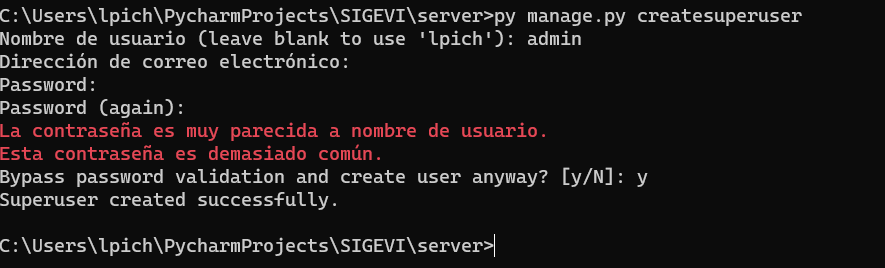 C:\Users\lpich\PycharmProjects\SIGEVI\server>py manage.py createsuperuser
Nombre de usuario (leave blank to use 'lpich'): admin
Dirección de correo electrónico:
Password:
Password (again):
La contraseña es muy parecida a nombre de usuario.
Esta contraseña es demasiado común.
Bypass password validation and create user anyway? [y/N]: y
Superuser created successfully.
C:\Users\lpich\PycharmProjects\SIGEVI\server>